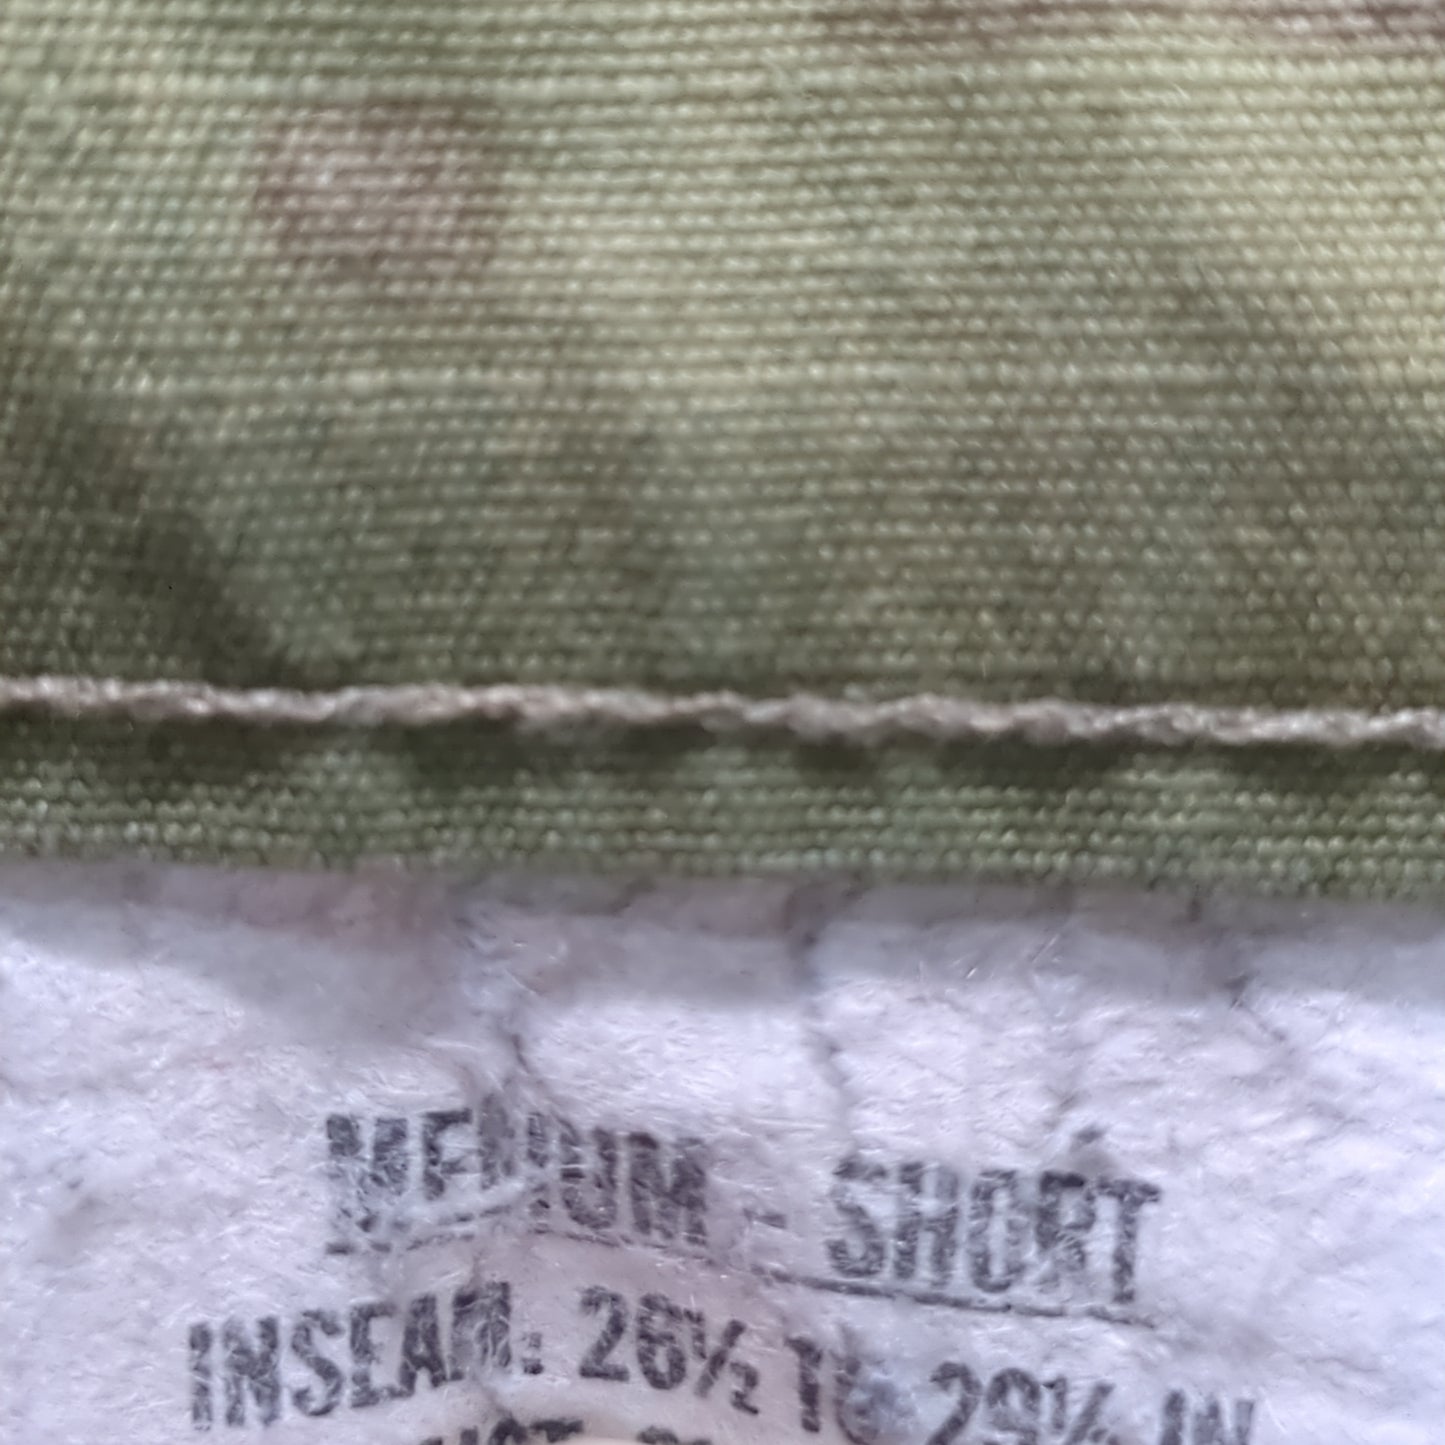 MEDIUM - SHORT
INSEAM: 26½ TO 29½ IN